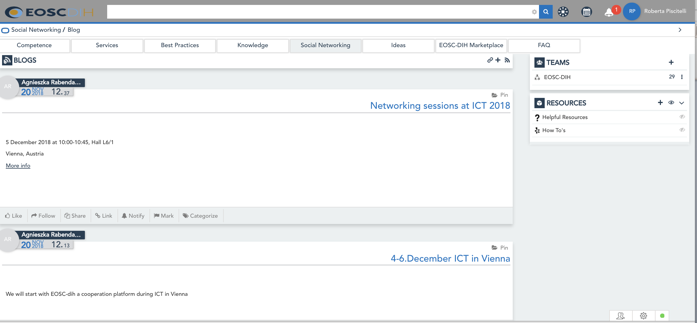 EOSC DIH
1
RP
Roberta Piscitelli
Social Networking / Blog
Competence
Services
Best Practices
Knowledge
Social Networking
Ideas
EOSC-DIH Marketplace
FAQ
BLOGS
Agnieszka Rabenda...
20
12:37
Pin
Networking sessions at ICT 2018
5 December 2018 at 10:00-10:45, Hall L6/1
Vienna, Austria
More info
Like
Follow
Share
Link
Notify
Mark
Categorize
Agnieszka Rabenda...
20
12:13
Pin
4-6.December ICT in Vienna
We will start with EOSC-dih a cooperation platform during ICT in Vienna
TEAMS
EOSC-DIH
29
RESOURCES
Helpful Resources
How To's